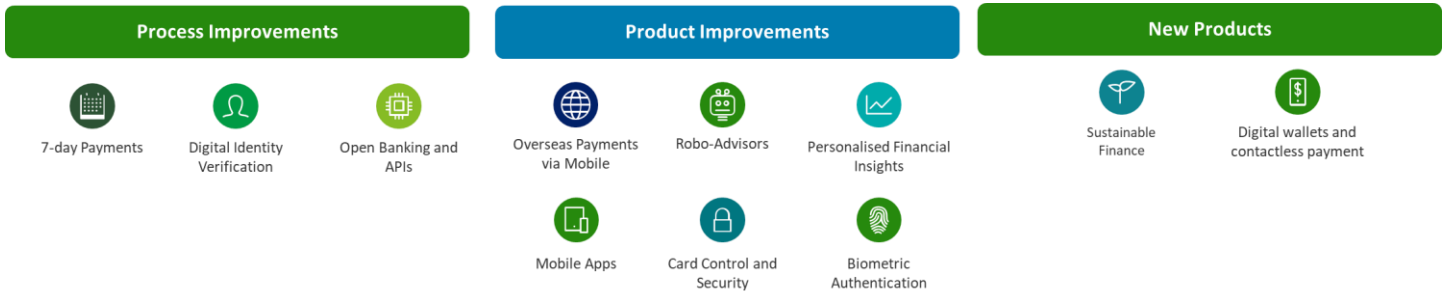 Process Improvements
7-day Payments
Digital Identity
Verification
Open Banking and
APIs
Product Improvements
Overseas Payments
via Mobile
Robo-Advisors
Personalised Financial
Insights
Mobile Apps
Card Control and
Security
Biometric
Authentication
New Products
Sustainable
Finance
$
Digital wallets and
contactless payment